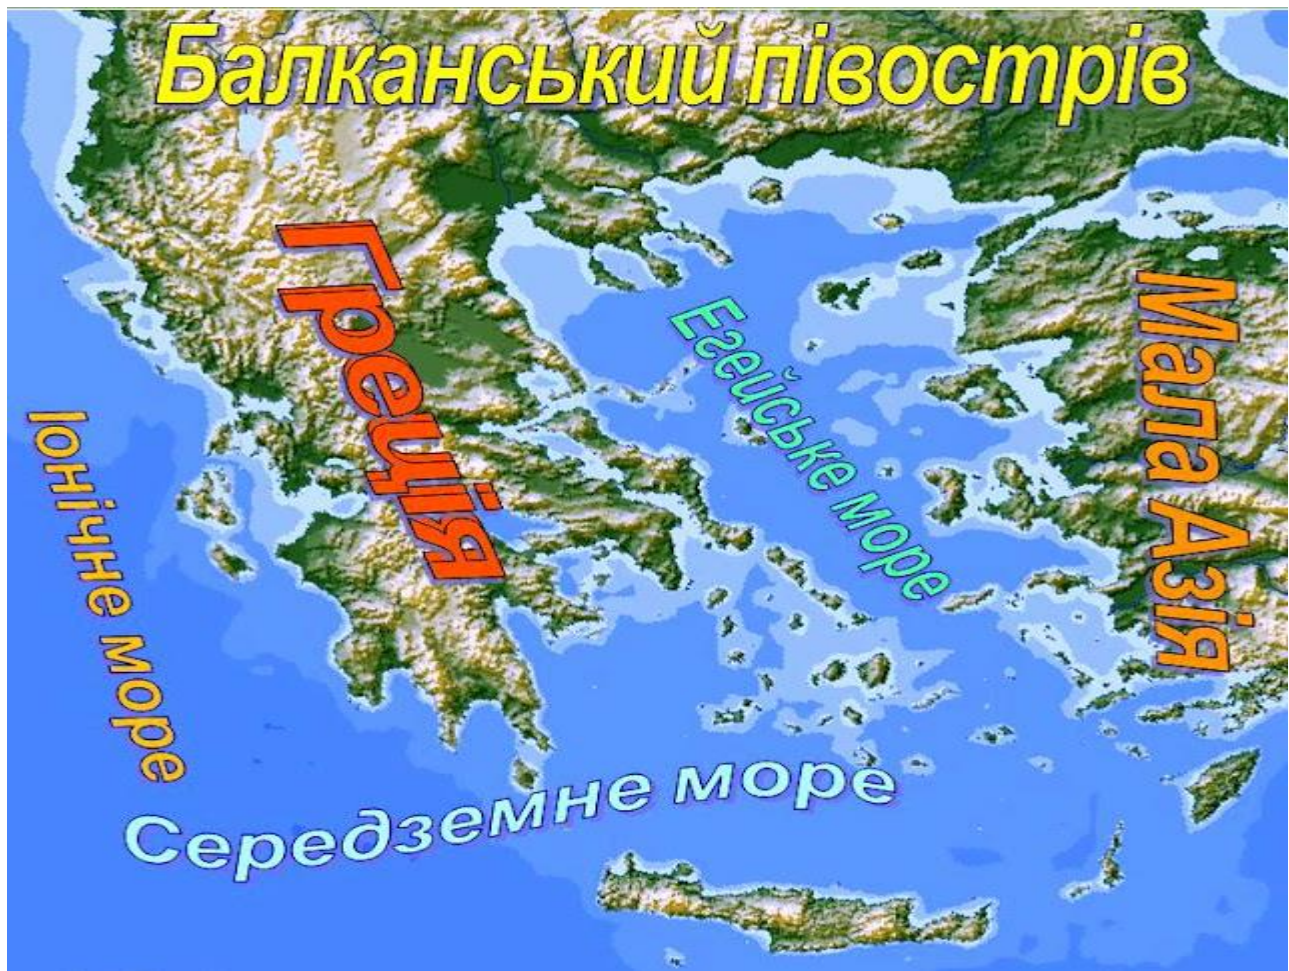 Балканський півострів
Греція
Егейське море
Мала Азія
Іонічне море
Середземне море